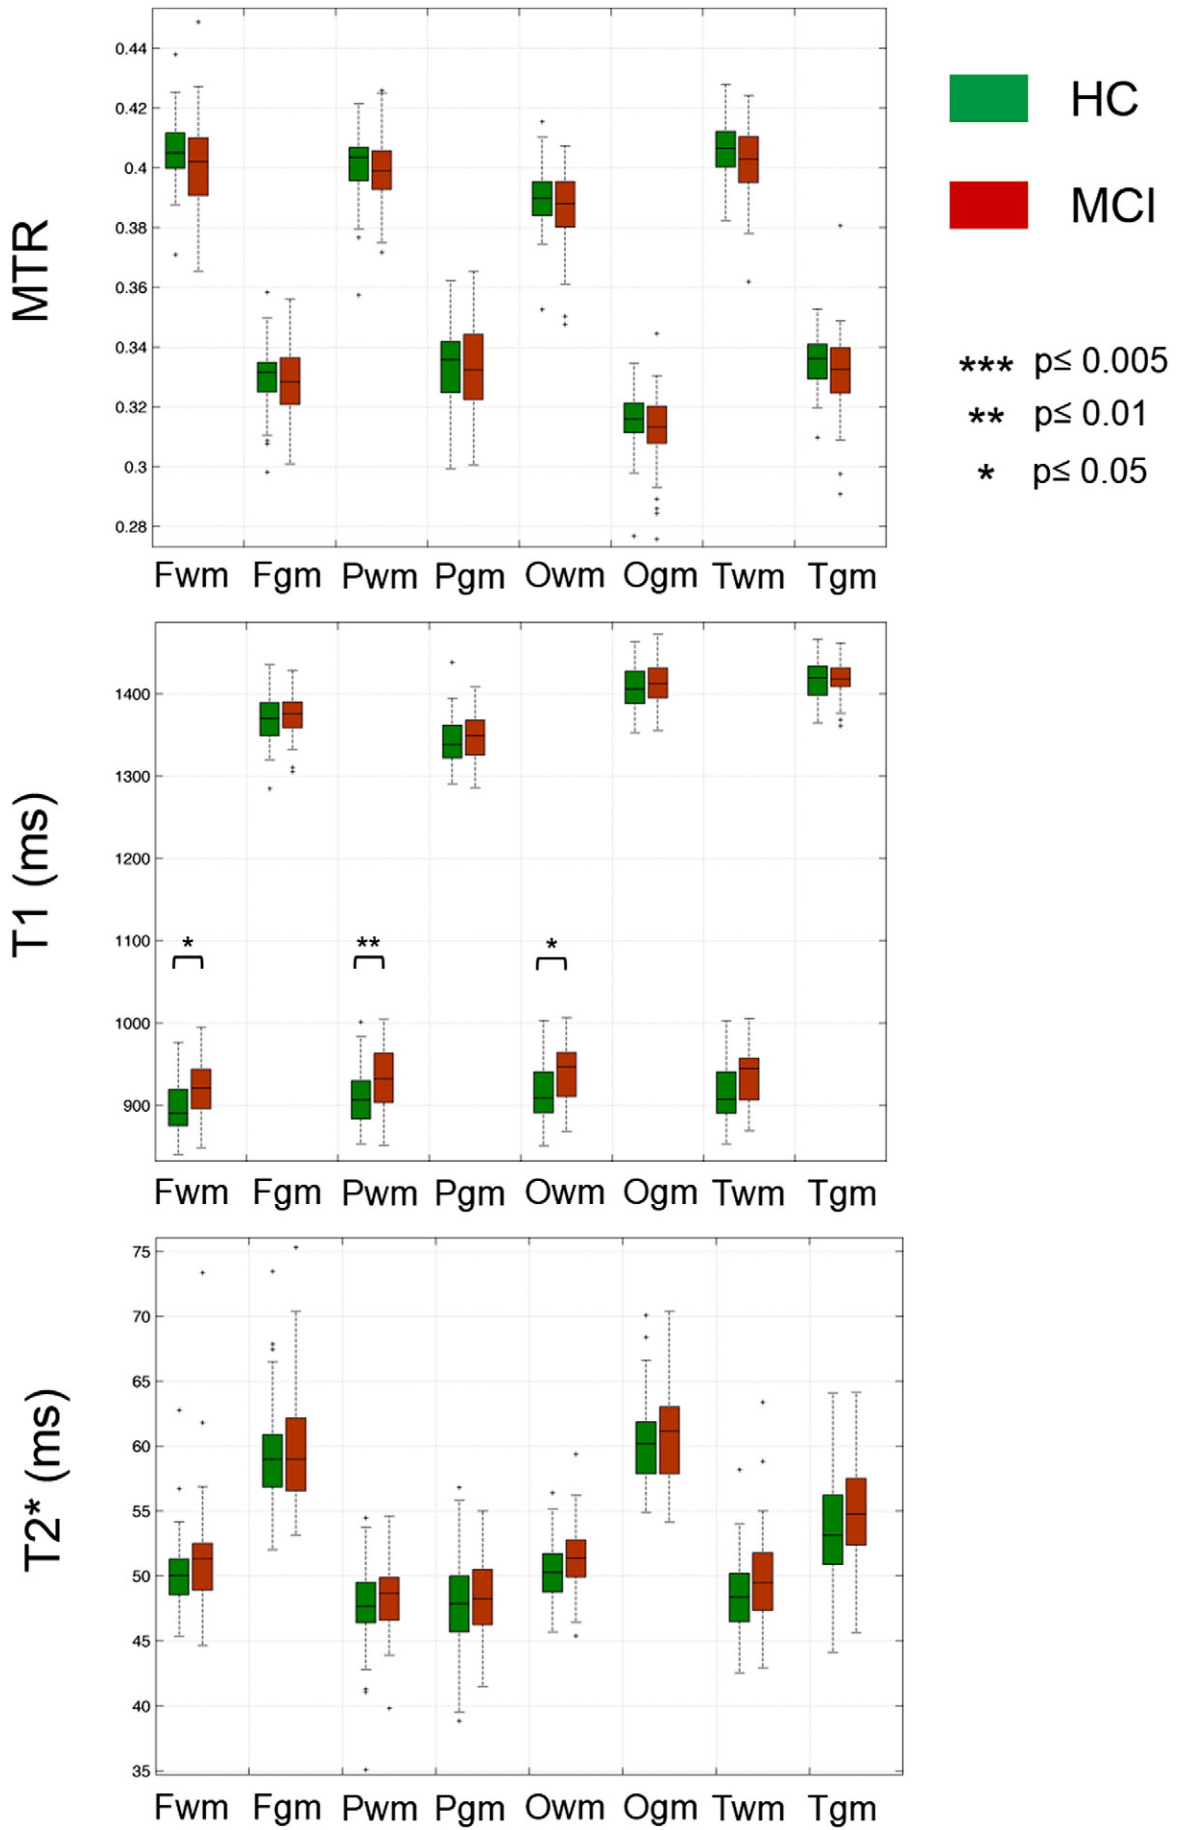 MTR
0.44
0.42
0.4
0.38
0.36
0.34
0.32
0.3
0.28
Fwm Fgm Pwm Pgm Owm Ogm Twm Tgm
HC
MCI
*** p≤ 0.005
** p≤ 0.01
* p≤ 0.05
T1 (ms)
1400
1300
1200
1100
1000
900
* ** *
Fwm Fgm Pwm Pgm Owm Ogm Twm Tgm
T2* (ms)
75
70
65
60
55
50
45
40
35
Fwm Fgm Pwm Pgm Owm Ogm Twm Tgm